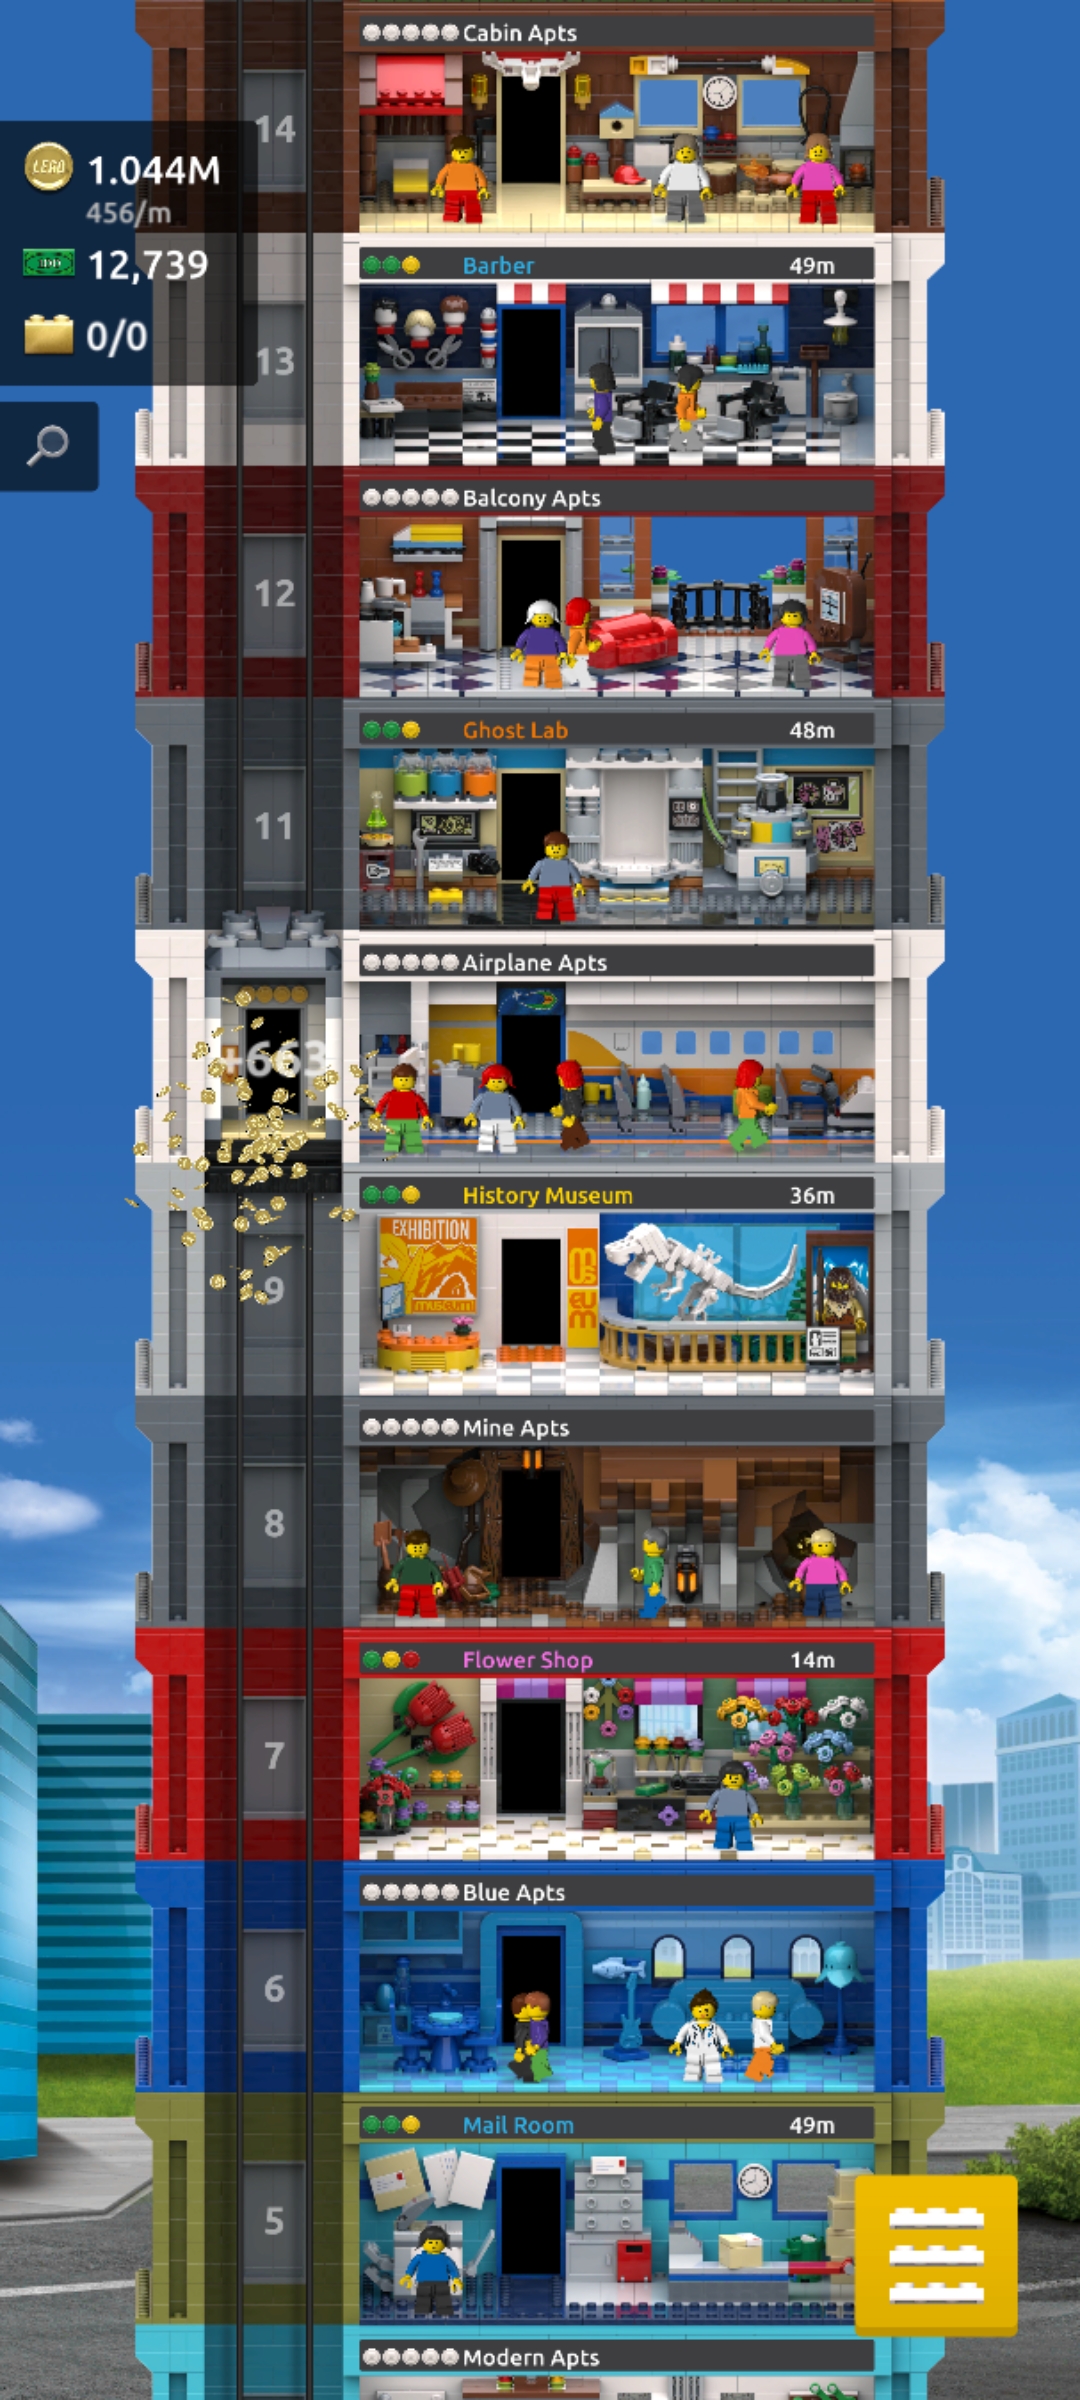 Cabin Apts
14
LEGO
1.044M
456/m
12,739
0/0
Barber 49m
13
Balcony Apts
12
Ghost Lab 48m
11
Airplane Apts
+663
History Museum 36m
EXHIBITION
museum
mus
eum
9
Mine Apts
8
Flower Shop 14m
7
Blue Apts
6
Mail Room 49m
5
Modern Apts